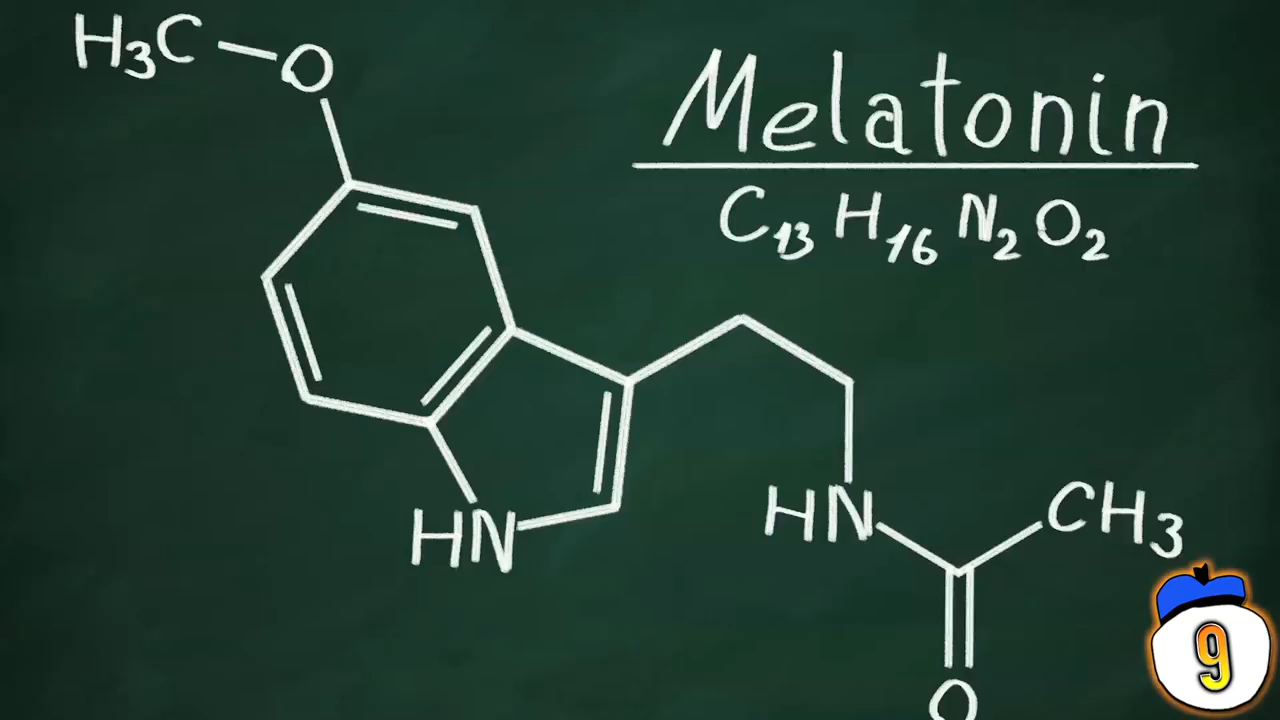 H₃C O
Melatonin
C₁₃H₁₆N₂O₂
HN
HN
CH₃
O
9